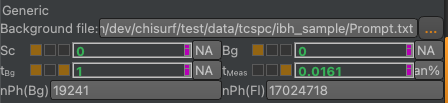 Generic
Background file: n/dev/chisurf/test/data/tcspc/ibh_sample/Prompt.txt ...
Sc 0 NA Bg 0 NA
tBg 1 NA tMeas 0.0161 an%
nPh(Bg) 19241 nPh(Fl) 17024718